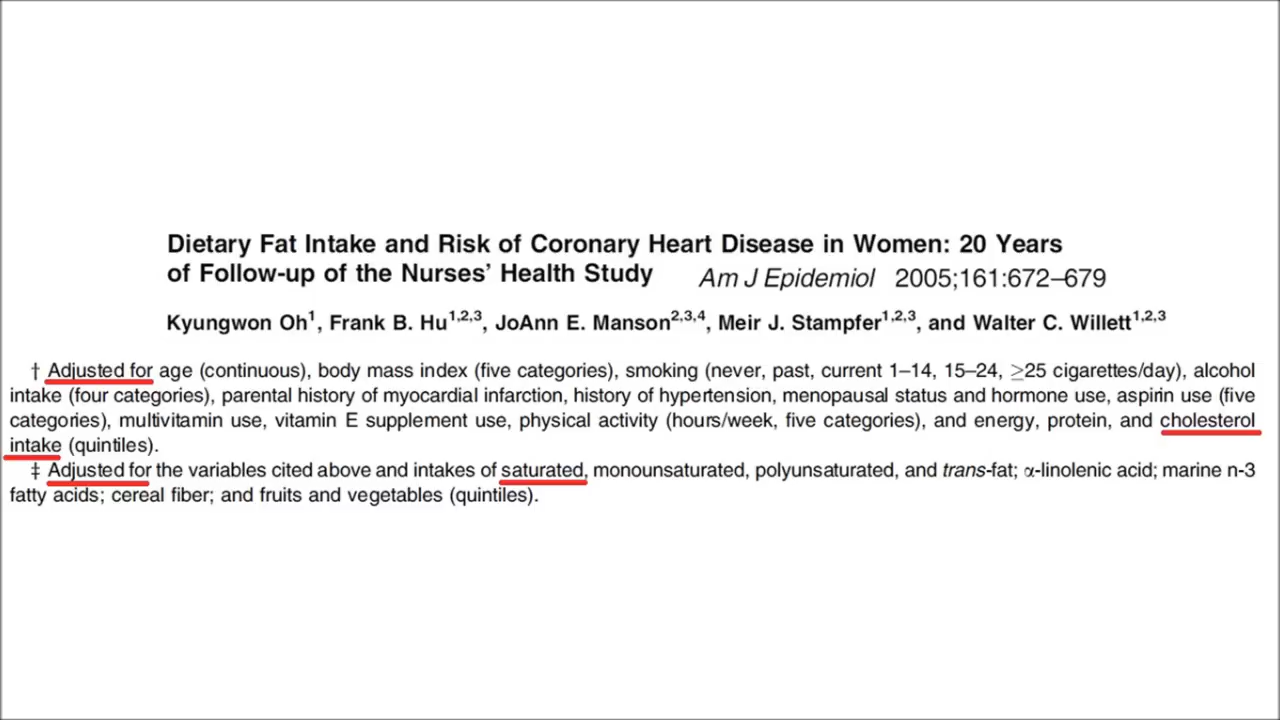 Dietary Fat Intake and Risk of Coronary Heart Disease in Women: 20 Years
of Follow-up of the Nurses’ Health Study Am J Epidemiol 2005;161:672–679
Kyungwon Oh1, Frank B. Hu1,2,3, JoAnn E. Manson2,3,4, Meir J. Stampfer1,2,3, and Walter C. Willett1,2,3
† Adjusted for age (continuous), body mass index (five categories), smoking (never, past, current 1–14, 15–24, ≥25 cigarettes/day), alcohol
intake (four categories), parental history of myocardial infarction, history of hypertension, menopausal status and hormone use, aspirin use (five
categories), multivitamin use, vitamin E supplement use, physical activity (hours/week, five categories), and energy, protein, and cholesterol
intake (quintiles).
‡ Adjusted for the variables cited above and intakes of saturated, monounsaturated, polyunsaturated, and trans-fat; α-linolenic acid; marine n-3
fatty acids; cereal fiber; and fruits and vegetables (quintiles).